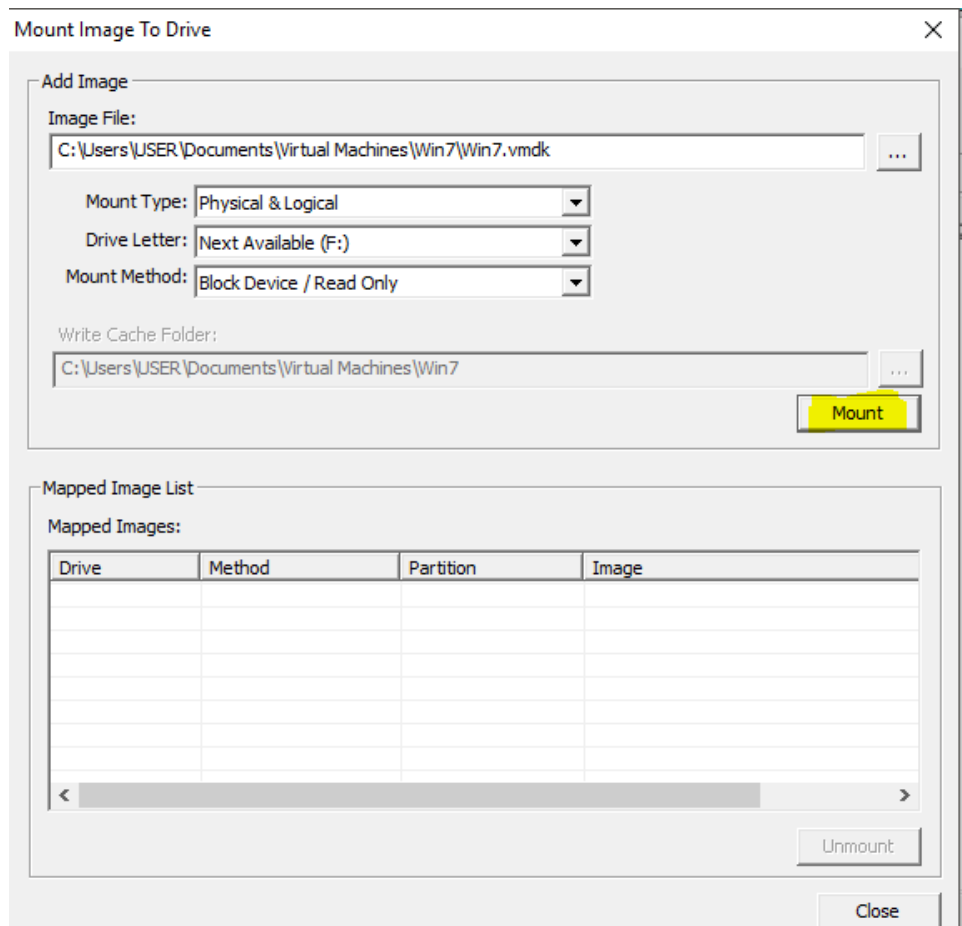 Mount Image To Drive
Add Image
Image File:
C:\Users\USER\Documents\Virtual Machines\Win7\Win7.vmdk
...
Mount Type: Physical & Logical
Drive Letter: Next Available (F:)
Mount Method: Block Device / Read Only
Write Cache Folder:
C:\Users\USER\Documents\Virtual Machines\Win7
...
Mount
Mapped Image List
Mapped Images:
Drive Method Partition Image
Unmount
Close